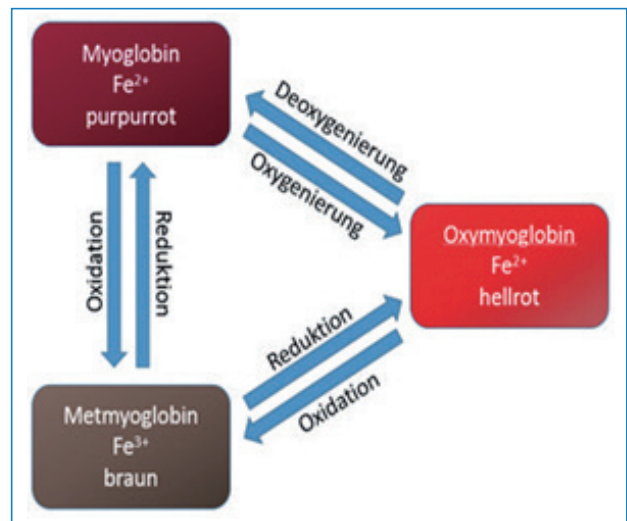 Myoglobin
Fe²⁺
purpurrot
Deoxygenierung
Oxygenierung
Oxidation
Reduktion
Oxymyoglobin
Fe²⁺
hellrot
Reduktion
Oxidation
Metmyoglobin
Fe³⁺
braun